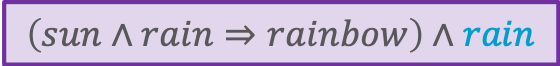 (sun ∧ rain ⇒ rainbow) ∧ rain